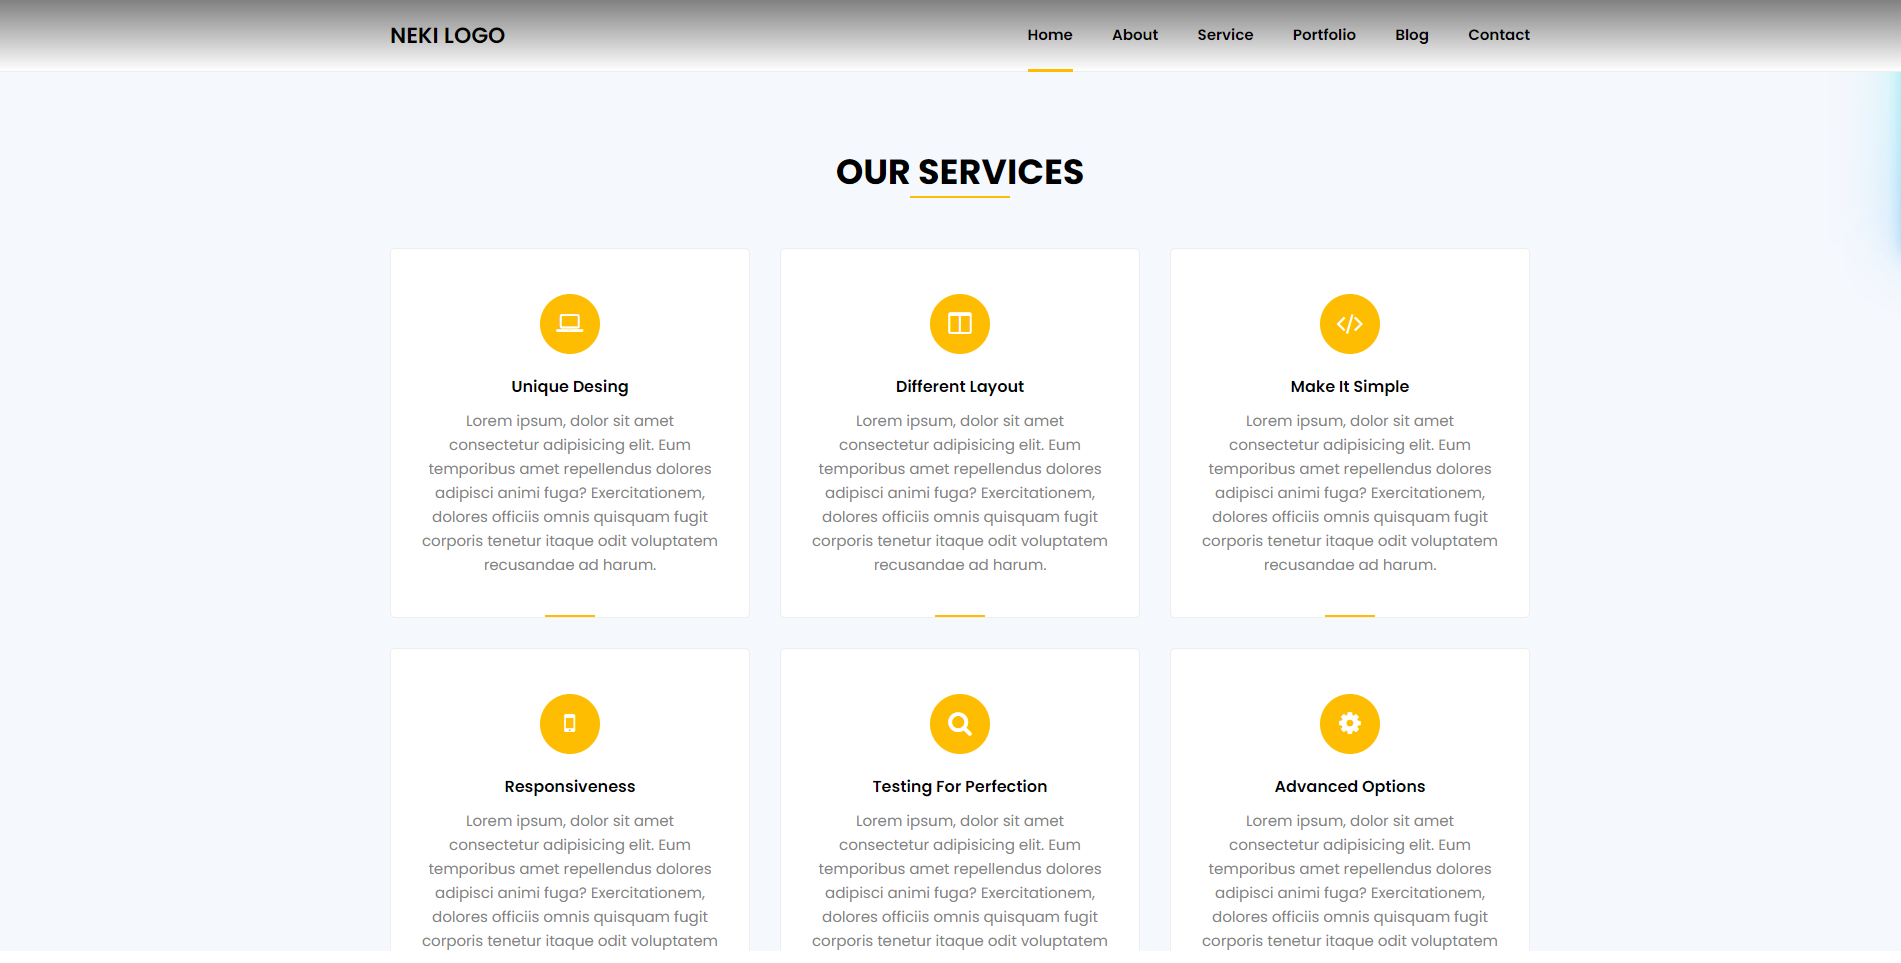 NEKI LOGO
Home About Service Portfolio Blog Contact
OUR SERVICES
Unique Desing
Lorem ipsum, dolor sit amet
consectetur adipisicing elit. Eum
temporibus amet repellendus dolores
adipisci animi fuga? Exercitationem,
dolores officiis omnis quisquam fugit
corporis tenetur itaque odit voluptatem
recusandae ad harum.
Different Layout
Lorem ipsum, dolor sit amet
consectetur adipisicing elit. Eum
temporibus amet repellendus dolores
adipisci animi fuga? Exercitationem,
dolores officiis omnis quisquam fugit
corporis tenetur itaque odit voluptatem
recusandae ad harum.
Make It Simple
Lorem ipsum, dolor sit amet
consectetur adipisicing elit. Eum
temporibus amet repellendus dolores
adipisci animi fuga? Exercitationem,
dolores officiis omnis quisquam fugit
corporis tenetur itaque odit voluptatem
recusandae ad harum.
Responsiveness
Lorem ipsum, dolor sit amet
consectetur adipisicing elit. Eum
temporibus amet repellendus dolores
adipisci animi fuga? Exercitationem,
dolores officiis omnis quisquam fugit
corporis tenetur itaque odit voluptatem
Testing For Perfection
Lorem ipsum, dolor sit amet
consectetur adipisicing elit. Eum
temporibus amet repellendus dolores
adipisci animi fuga? Exercitationem,
dolores officiis omnis quisquam fugit
corporis tenetur itaque odit voluptatem
Advanced Options
Lorem ipsum, dolor sit amet
consectetur adipisicing elit. Eum
temporibus amet repellendus dolores
adipisci animi fuga? Exercitationem,
dolores officiis omnis quisquam fugit
corporis tenetur itaque odit voluptatem